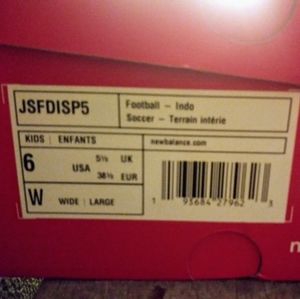 JSFDISP5
Football – Indo
Soccer – Terrain intérie
KIDS | ENFANTS
newbalance.com
6 USA 5½ UK
38½ EUR
W WIDE | LARGE
1 93684 27962 3
n